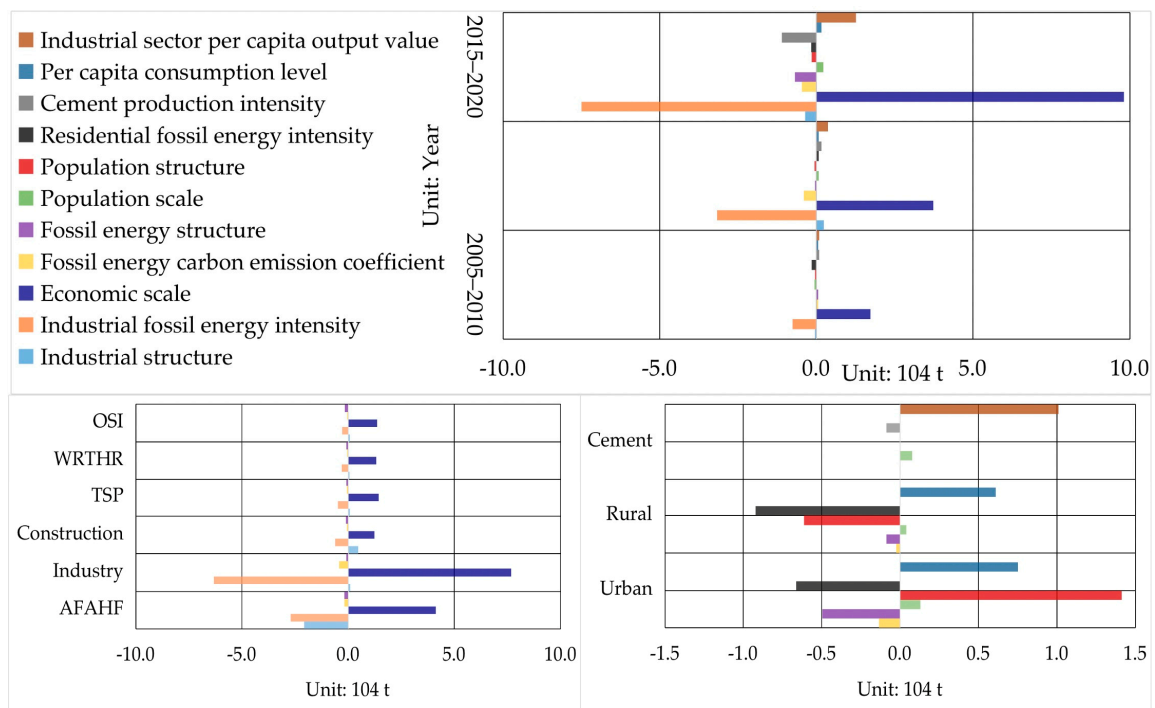 Industrial sector per capita output value
Per capita consumption level
Cement production intensity
Residential fossil energy intensity
Population structure
Population scale
Fossil energy structure
Fossil energy carbon emission coefficient
Economic scale
Industrial fossil energy intensity
Industrial structure
Unit: Year
2015–2020
2005–2010
-10.0 -5.0 0.0 5.0 10.0
Unit: 104 t
OSI
WRTHR
TSP
Construction
Industry
AFAHF
-10.0 -5.0 0.0 5.0 10.0
Unit: 104 t
Cement
Rural
Urban
-1.5 -1.0 -0.5 0.0 0.5 1.0 1.5
Unit: 104 t